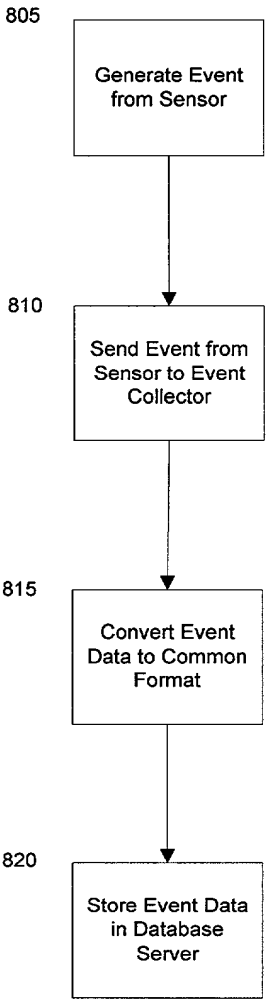 805
Generate Event
from Sensor
810
Send Event from
Sensor to Event
Collector
815
Convert Event
Data to Common
Format
820
Store Event Data
in Database
Server